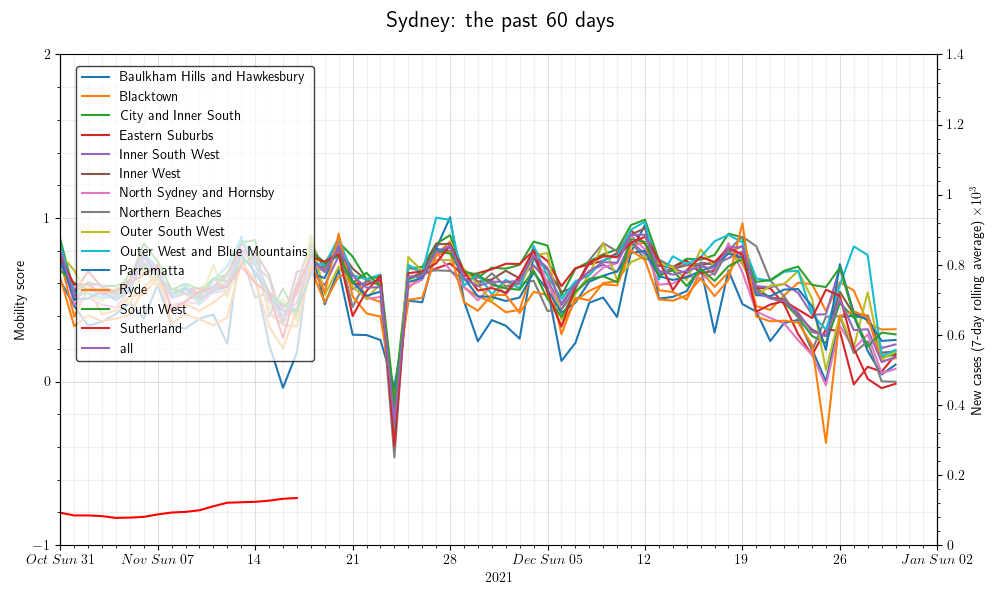 Sydney: the past 60 days
2
1
0
−1
Mobility score
Baulkham Hills and Hawkesbury
Blacktown
City and Inner South
Eastern Suburbs
Inner South West
Inner West
North Sydney and Hornsby
Northern Beaches
Outer South West
Outer West and Blue Mountains
Parramatta
Ryde
South West
Sutherland
all
1.4
1.2
1
0.8
0.6
0.4
0.2
0
New cases (7-day rolling average) ×10³
Oct Sun 31 Nov Sun 07 14 21 28 Dec Sun 05 12 19 26 Jan Sun 02
2021